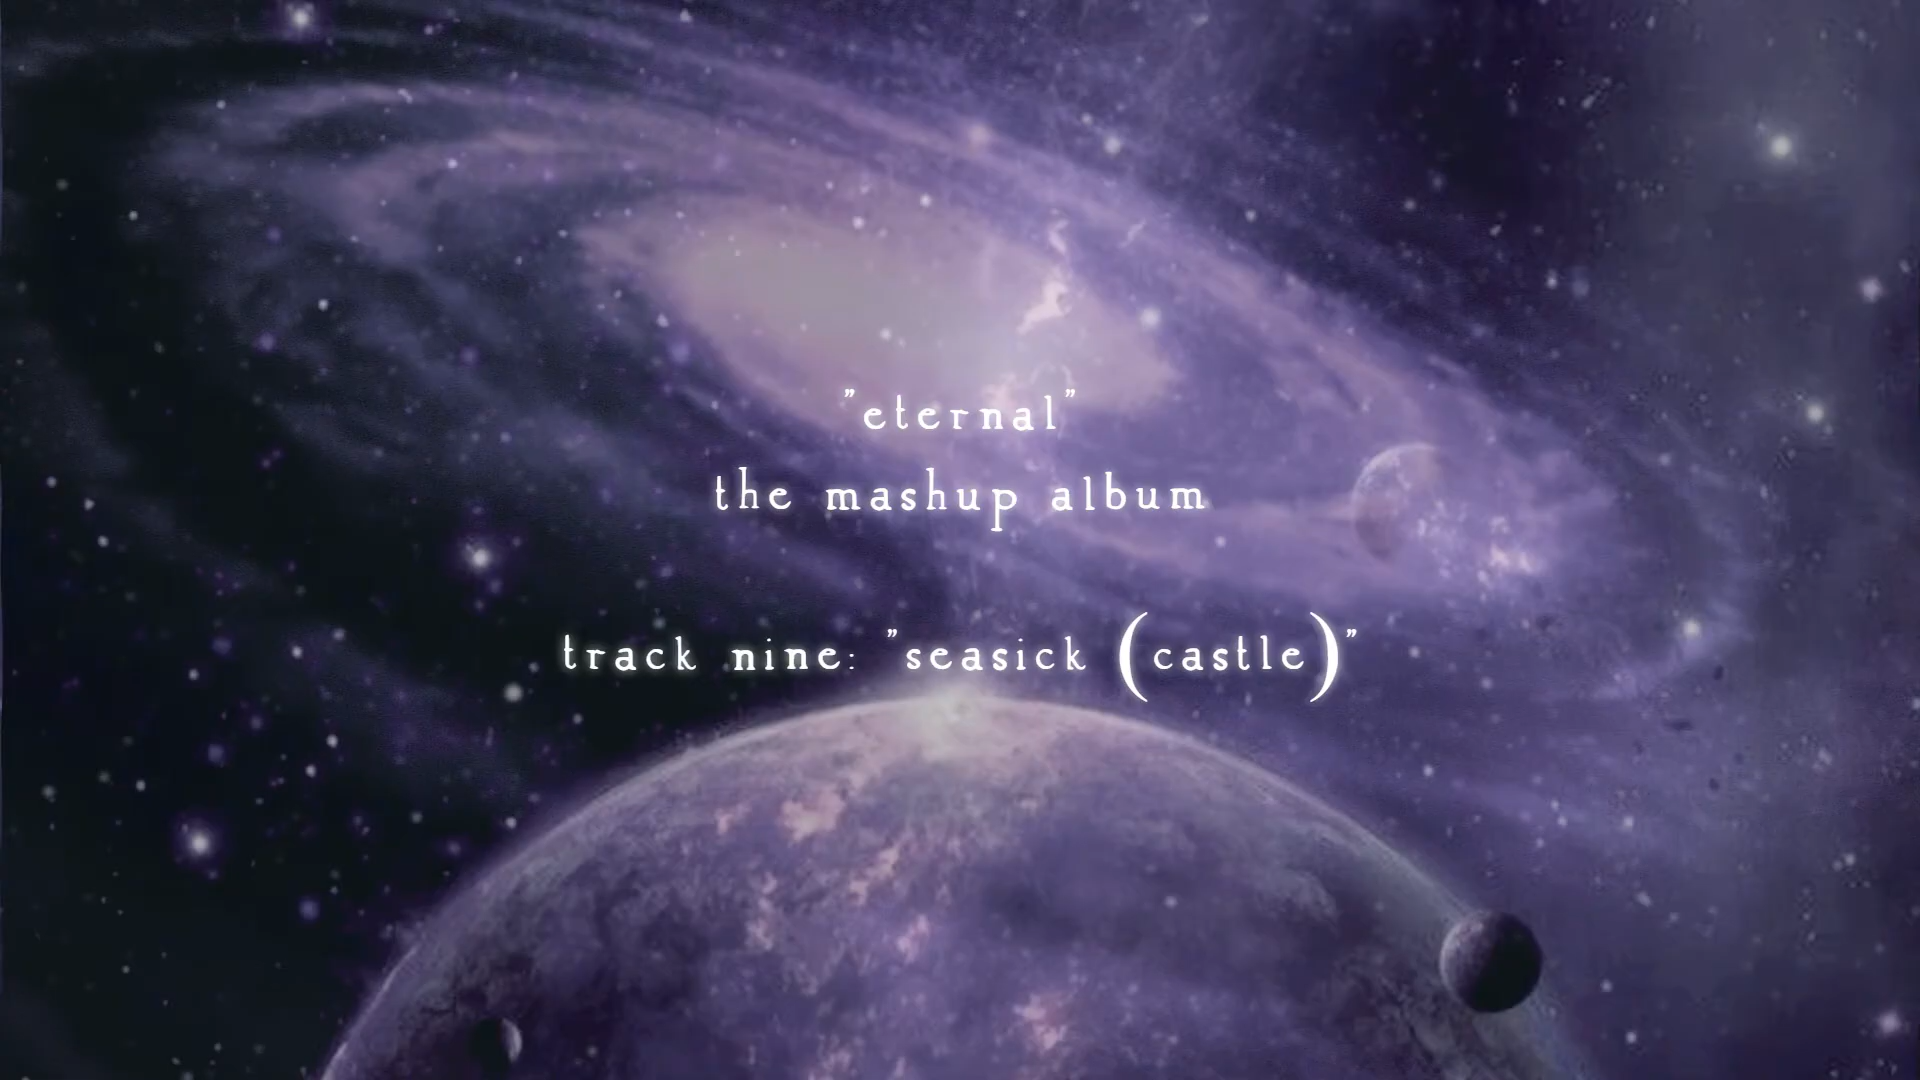 "eternal"
the mashup album
track nine: "seasick (castle)"